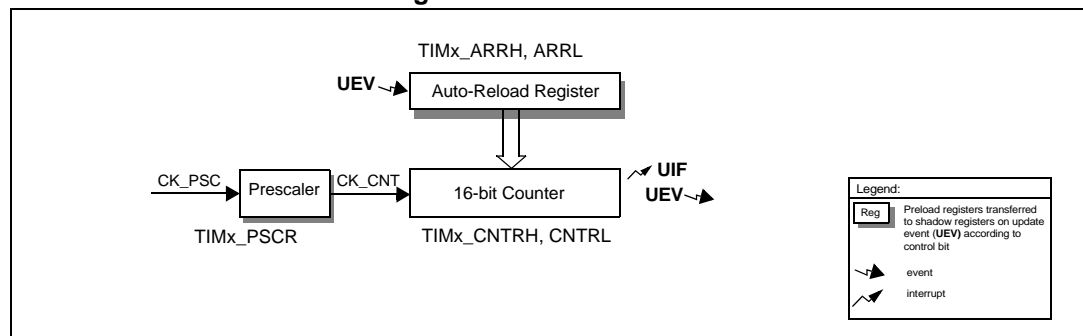 TIMx_ARRH, ARRL
UEV
Auto-Reload Register
CK_PSC
Prescaler
CK_CNT
16-bit Counter
UIF
UEV
TIMx_PSCR
TIMx_CNTRH, CNTRL
Legend:
Reg
Preload registers transferred
to shadow registers on update
event (UEV) according to
control bit
event
interrupt